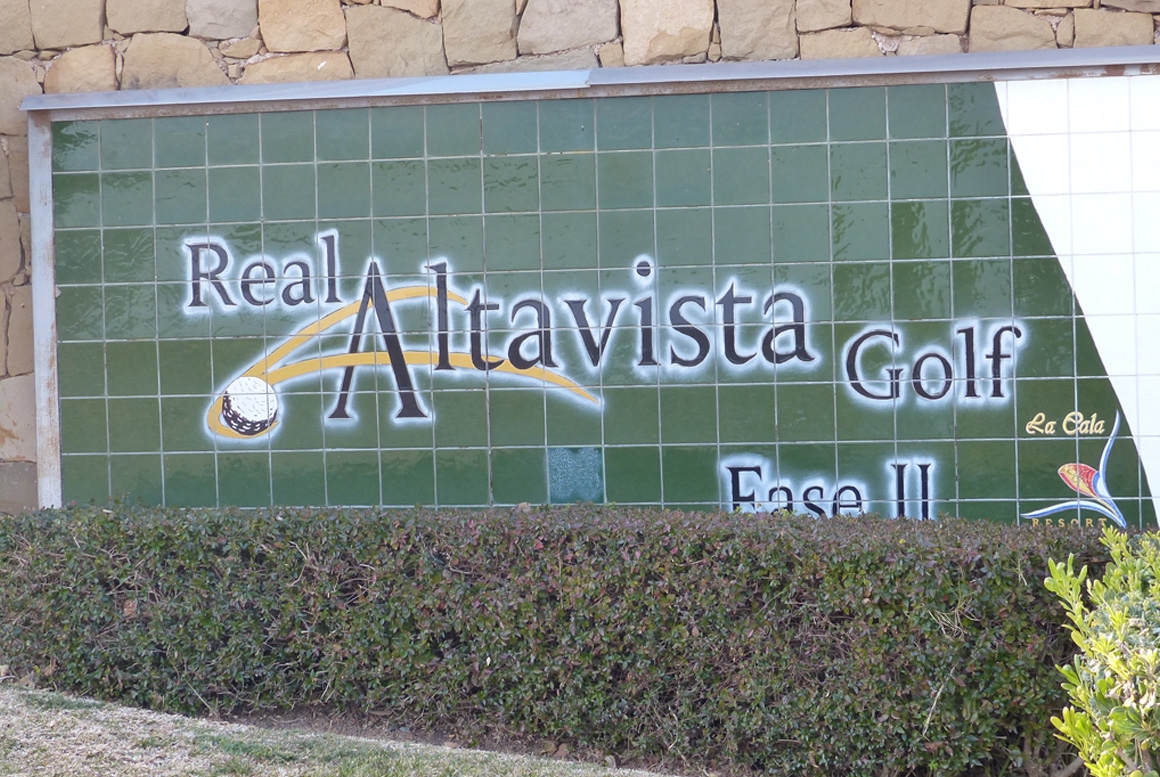 Real Altavista Golf
Fase II
La Cala
RESORT